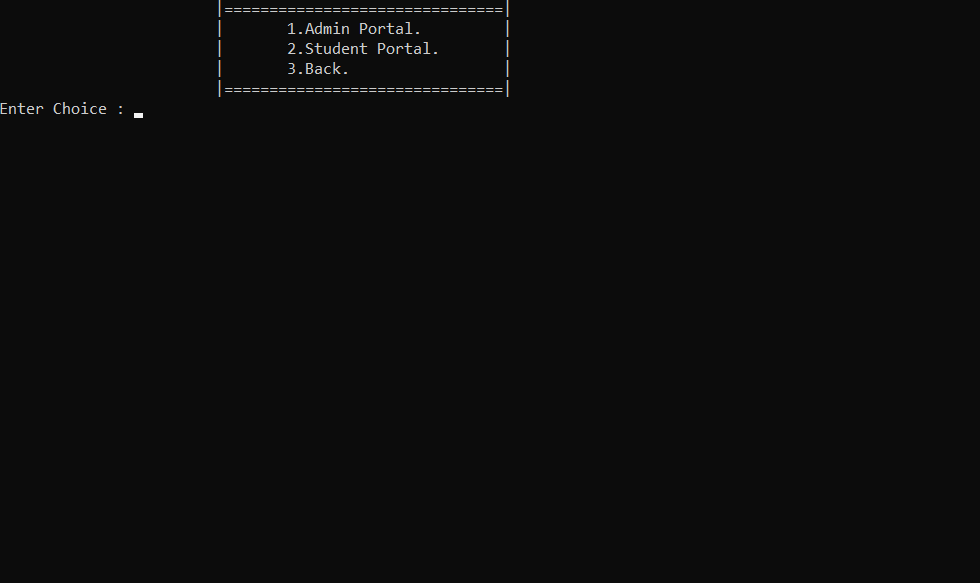 |===============================|
|       1.Admin Portal.         |
|       2.Student Portal.       |
|       3.Back.                 |
|===============================|
Enter Choice :